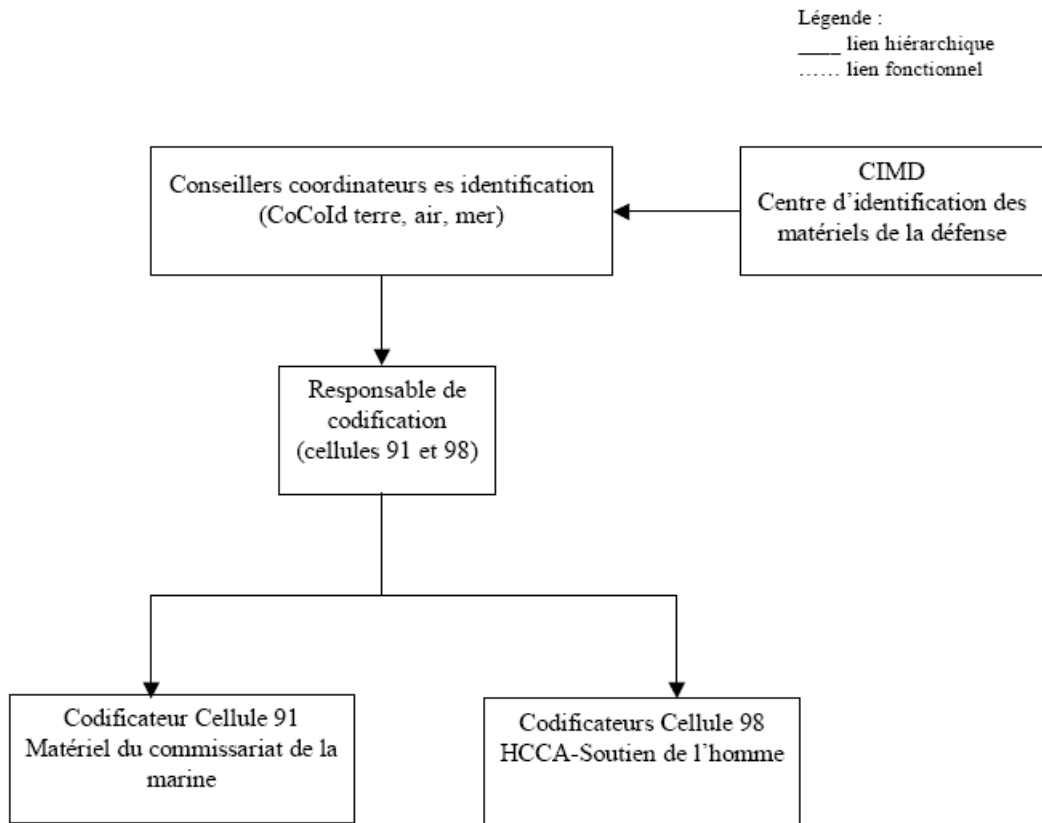 Légende :
____ lien hiérarchique
…… lien fonctionnel
Conseillers coordinateurs es identification
(CoCoId terre, air, mer)
CIMD
Centre d’identification des
matériels de la défense
Responsable de
codification
(cellules 91 et 98)
Codificateur Cellule 91
Matériel du commissariat de la
marine
Codificateurs Cellule 98
HCCA-Soutien de l’homme